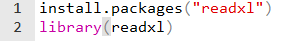 1 install.packages("readxl")
2 library(readxl)